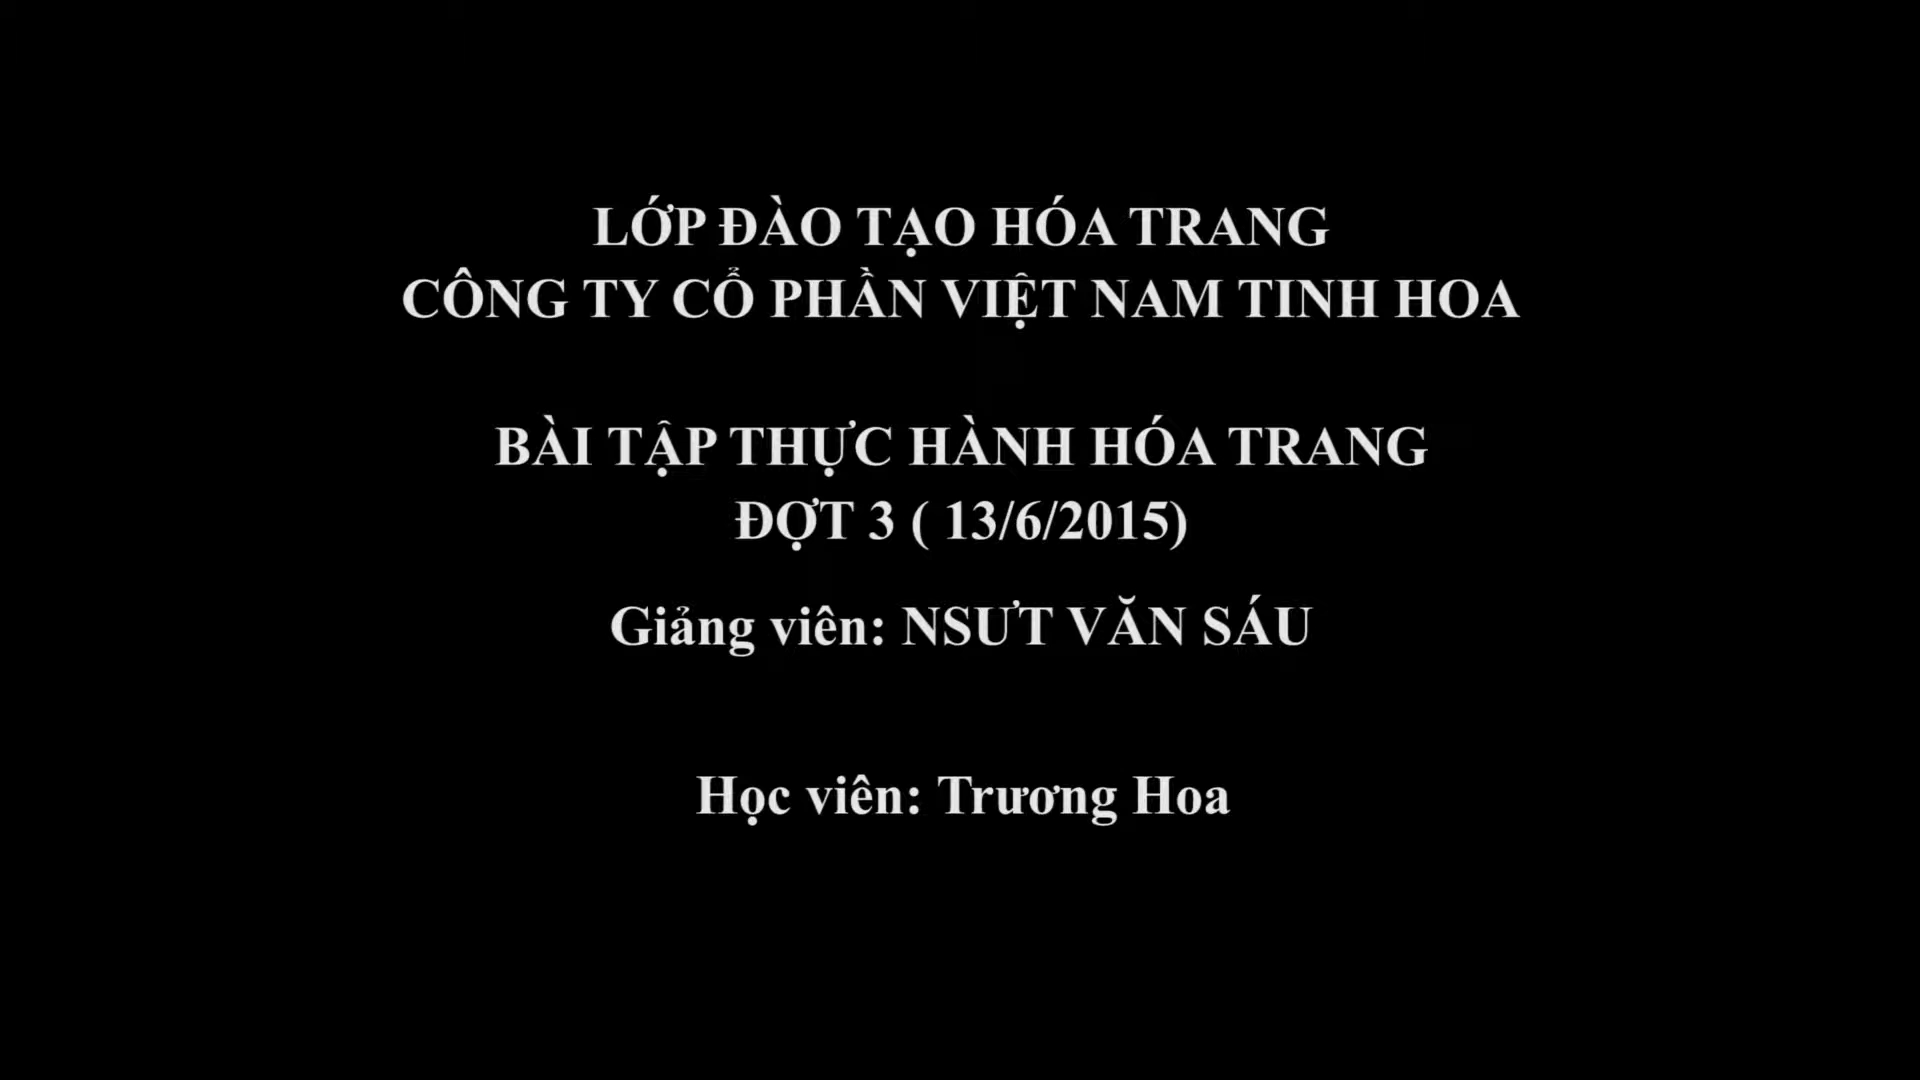 LỚP ĐÀO TẠO HÓA TRANG
CÔNG TY CỔ PHẦN VIỆT NAM TINH HOA
BÀI TẬP THỰC HÀNH HÓA TRANG
ĐỢT 3 ( 13/6/2015)
Giảng viên: NSƯT VĂN SÁU
Học viên: Trương Hoa